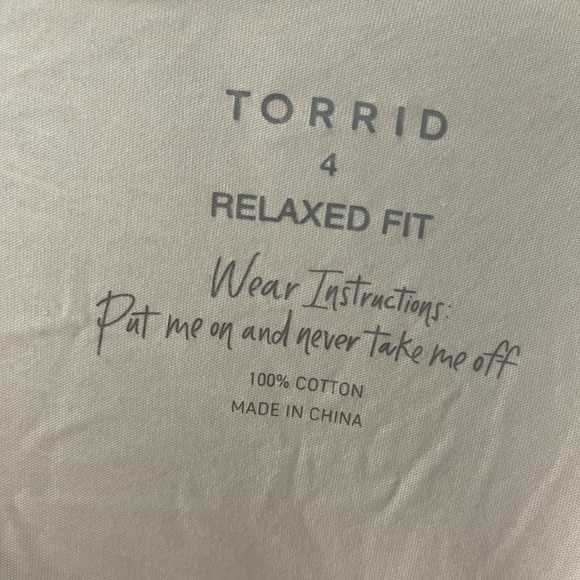 TORRID
4
RELAXED FIT
Wear Instructions:
Put me on and never take me off
100% COTTON
MADE IN CHINA